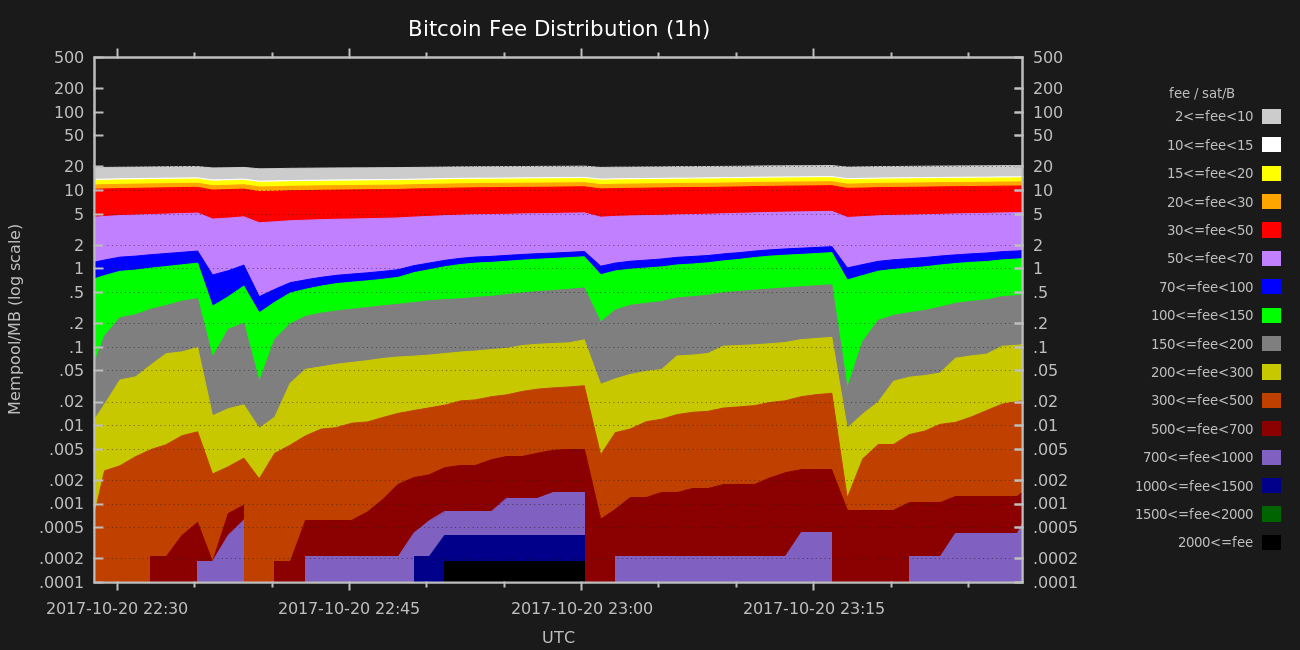 Bitcoin Fee Distribution (1h)
Mempool/MB (log scale)
500
200
100
50
20
10
5
2
1
.5
.2
.1
.05
.02
.01
.005
.002
.001
.0005
.0002
.0001
500
200
100
50
20
10
5
2
1
.5
.2
.1
.05
.02
.01
.005
.002
.001
.0005
.0002
.0001
2017-10-20 22:30
2017-10-20 22:45
2017-10-20 23:00
2017-10-20 23:15
UTC
fee / sat/B
2<=fee<10
10<=fee<15
15<=fee<20
20<=fee<30
30<=fee<50
50<=fee<70
70<=fee<100
100<=fee<150
150<=fee<200
200<=fee<300
300<=fee<500
500<=fee<700
700<=fee<1000
1000<=fee<1500
1500<=fee<2000
2000<=fee